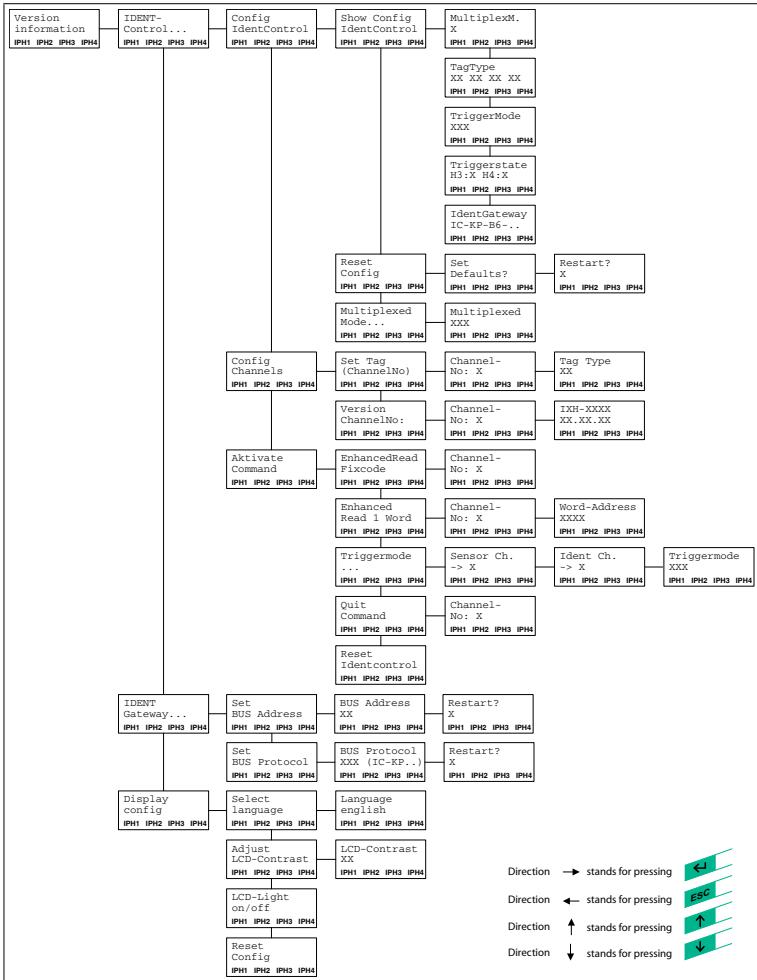 Version
information
IPH1 IPH2 IPH3 IPH4
IDENT-
Control...
IPH1 IPH2 IPH3 IPH4
Config
IdentControl
IPH1 IPH2 IPH3 IPH4
Show Config
IdentControl
IPH1 IPH2 IPH3 IPH4
MultiplexM.
X
IPH1 IPH2 IPH3 IPH4
TagType
XX XX XX XX
IPH1 IPH2 IPH3 IPH4
TriggerMode
XXX
IPH1 IPH2 IPH3 IPH4
Triggerstate
H3:X H4:X
IPH1 IPH2 IPH3 IPH4
IdentGateway
IC-KP-B6-..
IPH1 IPH2 IPH3 IPH4
Reset
Config
IPH1 IPH2 IPH3 IPH4
Set
Defaults?
IPH1 IPH2 IPH3 IPH4
Restart?
X
IPH1 IPH2 IPH3 IPH4
Multiplexed
Mode...
IPH1 IPH2 IPH3 IPH4
Multiplexed
XXX
IPH1 IPH2 IPH3 IPH4
Config
Channels
IPH1 IPH2 IPH3 IPH4
Set Tag
(ChannelNo)
IPH1 IPH2 IPH3 IPH4
Channel-
No: X
IPH1 IPH2 IPH3 IPH4
Tag Type
XX
IPH1 IPH2 IPH3 IPH4
Version
ChannelNo:
IPH1 IPH2 IPH3 IPH4
Channel-
No: X
IPH1 IPH2 IPH3 IPH4
IXH-XXXX
XX.XX.XX
IPH1 IPH2 IPH3 IPH4
Aktivate
Command
IPH1 IPH2 IPH3 IPH4
EnhancedRead
Fixcode
IPH1 IPH2 IPH3 IPH4
Channel-
No: X
IPH1 IPH2 IPH3 IPH4
Enhanced
Read 1 Word
IPH1 IPH2 IPH3 IPH4
Channel-
No: X
IPH1 IPH2 IPH3 IPH4
Word-Address
XXXX
IPH1 IPH2 IPH3 IPH4
Triggermode
...
IPH1 IPH2 IPH3 IPH4
Sensor Ch.
-> X
IPH1 IPH2 IPH3 IPH4
Ident Ch.
-> X
IPH1 IPH2 IPH3 IPH4
Triggermode
XXX
IPH1 IPH2 IPH3 IPH4
Quit
Command
IPH1 IPH2 IPH3 IPH4
Channel-
No: X
IPH1 IPH2 IPH3 IPH4
Reset
Identcontrol
IPH1 IPH2 IPH3 IPH4
IDENT
Gateway...
IPH1 IPH2 IPH3 IPH4
Set
BUS Address
IPH1 IPH2 IPH3 IPH4
BUS Address
XX
IPH1 IPH2 IPH3 IPH4
Restart?
X
IPH1 IPH2 IPH3 IPH4
Set
BUS Protocol
IPH1 IPH2 IPH3 IPH4
BUS Protocol
XXX (IC-KP..)
IPH1 IPH2 IPH3 IPH4
Restart?
X
IPH1 IPH2 IPH3 IPH4
Display
config
IPH1 IPH2 IPH3 IPH4
Select
language
IPH1 IPH2 IPH3 IPH4
Language
english
IPH1 IPH2 IPH3 IPH4
Adjust
LCD-Contrast
IPH1 IPH2 IPH3 IPH4
LCD-Contrast
XX
IPH1 IPH2 IPH3 IPH4
LCD-Light
on/off
IPH1 IPH2 IPH3 IPH4
Reset
Config
IPH1 IPH2 IPH3 IPH4
Direction → stands for pressing ↵
Direction ← stands for pressing ESC
Direction ↑ stands for pressing ↑
Direction ↓ stands for pressing ↓